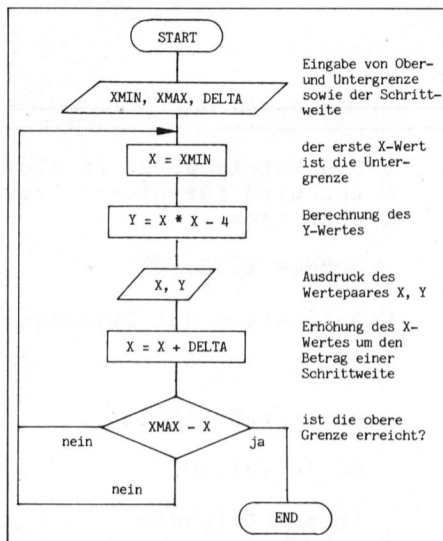 START
Eingabe von Ober-
und Untergrenze
sowie der Schritt-
weite
XMIN, XMAX, DELTA
X = XMIN
der erste X-Wert
ist die Unter-
grenze
Y = X * X - 4
Berechnung des
Y-Wertes
X, Y
Ausdruck des
Wertepaares X, Y
X = X + DELTA
Erhöhung des X-
Wertes um den
Betrag einer
Schrittweite
XMAX - X
ist die obere
Grenze erreicht?
nein
ja
nein
END